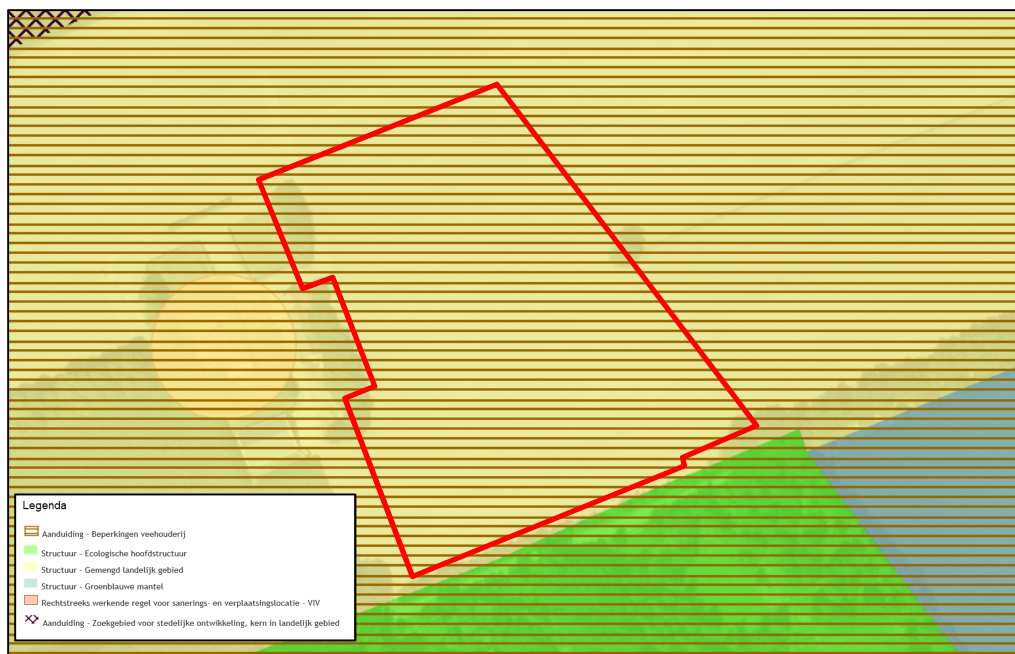 Legenda
Aanduiding - Beperkingen veehouderij
Structuur - Ecologische hoofdstructuur
Structuur - Gemengd landelijk gebied
Structuur - Groenblauwe mantel
Rechtstreeks werkende regel voor sanerings- en verplaatsingslocatie - VIV
Aanduiding - Zoekgebied voor stedelijke ontwikkeling, kern in landelijk gebied